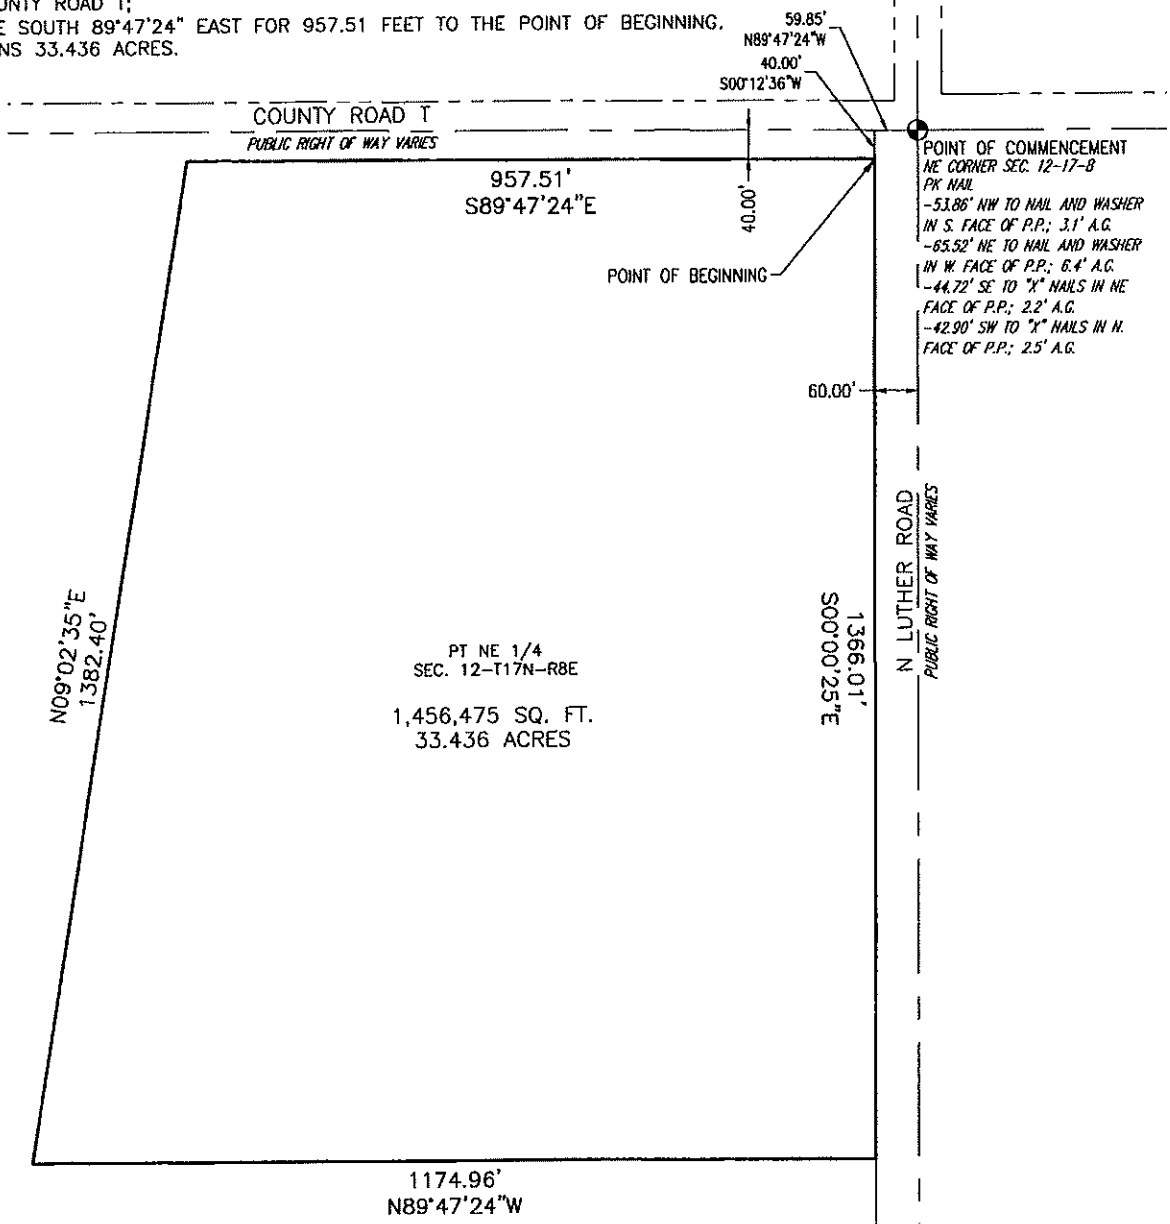 UNTY ROAD T;
E SOUTH 89°47'24" EAST FOR 957.51 FEET TO THE POINT OF BEGINNING.
NS 33.436 ACRES.
59.85'
N89°47'24"W
40.00'
S00°12'36"W
COUNTY ROAD T
PUBLIC RIGHT OF WAY VARIES
957.51'
S89°47'24"E
40.00'
POINT OF BEGINNING
POINT OF COMMENCEMENT
NE CORNER SEC. 12-17-8
PK NAIL
-53.86' NW TO NAIL AND WASHER
IN S. FACE OF P.P.; 3.1' A.G.
-65.52' NE TO NAIL AND WASHER
IN W. FACE OF P.P.; 6.4' A.G.
-44.72' SE TO "X" NAILS IN NE
FACE OF P.P.; 2.2' A.G.
-42.90' SW TO "X" NAILS IN N.
FACE OF P.P.; 2.5' A.G.
60.00'
N LUTHER ROAD
PUBLIC RIGHT OF WAY VARIES
N09°02'35"E
1382.40'
1366.01'
S00°00'25"E
PT NE 1/4
SEC. 12-T17N-R8E
1,456,475 SQ. FT.
33.436 ACRES
1174.96'
N89°47'24"W